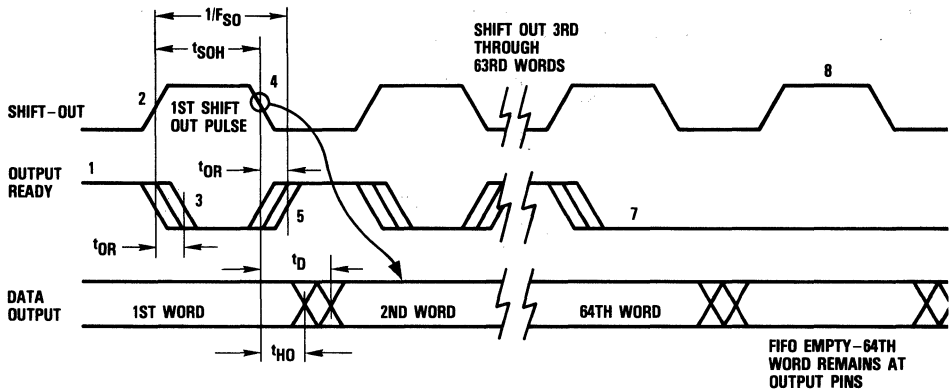 1/FSO
tSOH
SHIFT OUT 3RD
THROUGH
63RD WORDS
2
4
8
SHIFT-OUT
1ST SHIFT
OUT PULSE
OUTPUT
READY
1
tOR
3
5
7
tOR
tD
DATA
OUTPUT
1ST WORD
2ND WORD
64TH WORD
tHO
FIFO EMPTY-64TH
WORD REMAINS AT
OUTPUT PINS